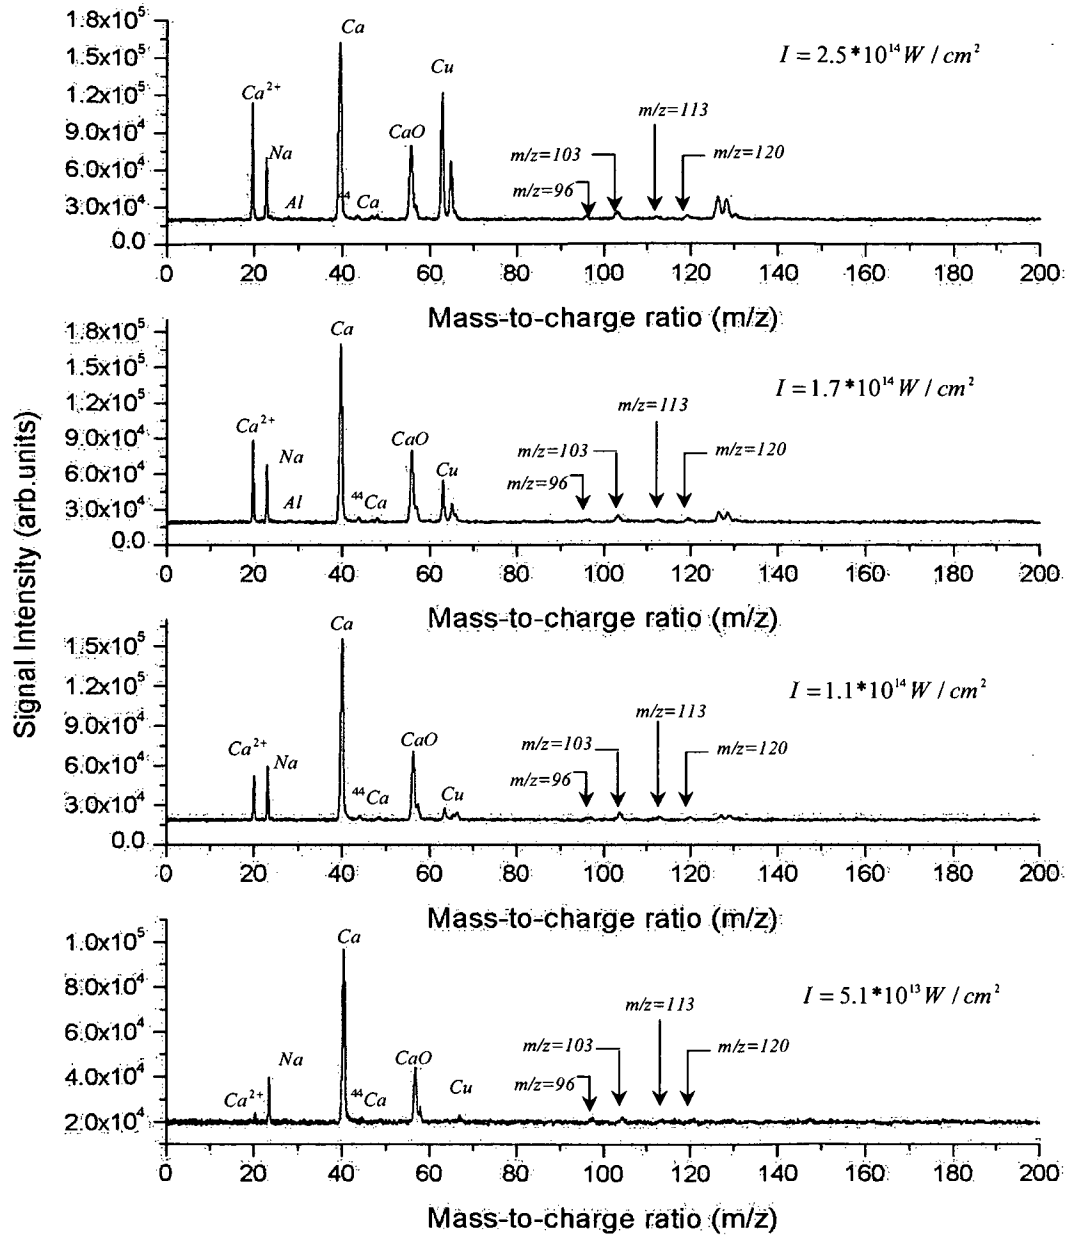 Signal Intensity (arb.units)
1.8x10⁵
1.5x10⁵
1.2x10⁵
9.0x10⁴
6.0x10⁴
3.0x10⁴
0.0
Ca
I = 2.5*10¹⁴ W / cm²
Ca²⁺
Cu
m/z=113
Na
CaO
m/z=103
m/z=120
m/z=96
Al
⁴⁴Ca
0 20 40 60 80 100 120 140 160 180 200
Mass-to-charge ratio (m/z)
1.8x10⁵
1.5x10⁵
1.2x10⁵
9.0x10⁴
6.0x10⁴
3.0x10⁴
0.0
Ca
I = 1.7*10¹⁴ W / cm²
m/z=113
Ca²⁺
CaO
m/z=103
m/z=120
Na
Cu
m/z=96
Al
⁴⁴Ca
0 20 40 60 80 100 120 140 160 180 200
Mass-to-charge ratio (m/z)
1.5x10⁵
1.2x10⁵
9.0x10⁴
6.0x10⁴
3.0x10⁴
0.0
Ca
I = 1.1*10¹⁴ W / cm²
m/z=113
Ca²⁺
CaO
m/z=103
m/z=120
Na
m/z=96
⁴⁴Ca
Cu
0 20 40 60 80 100 120 140 160 180 200
Mass-to-charge ratio (m/z)
1.0x10⁵
8.0x10⁴
6.0x10⁴
4.0x10⁴
2.0x10⁴
Ca
I = 5.1*10¹³ W / cm²
m/z=113
m/z=103
m/z=120
Na
CaO
m/z=96
Ca²⁺
⁴⁴Ca
Cu
0 20 40 60 80 100 120 140 160 180 200
Mass-to-charge ratio (m/z)